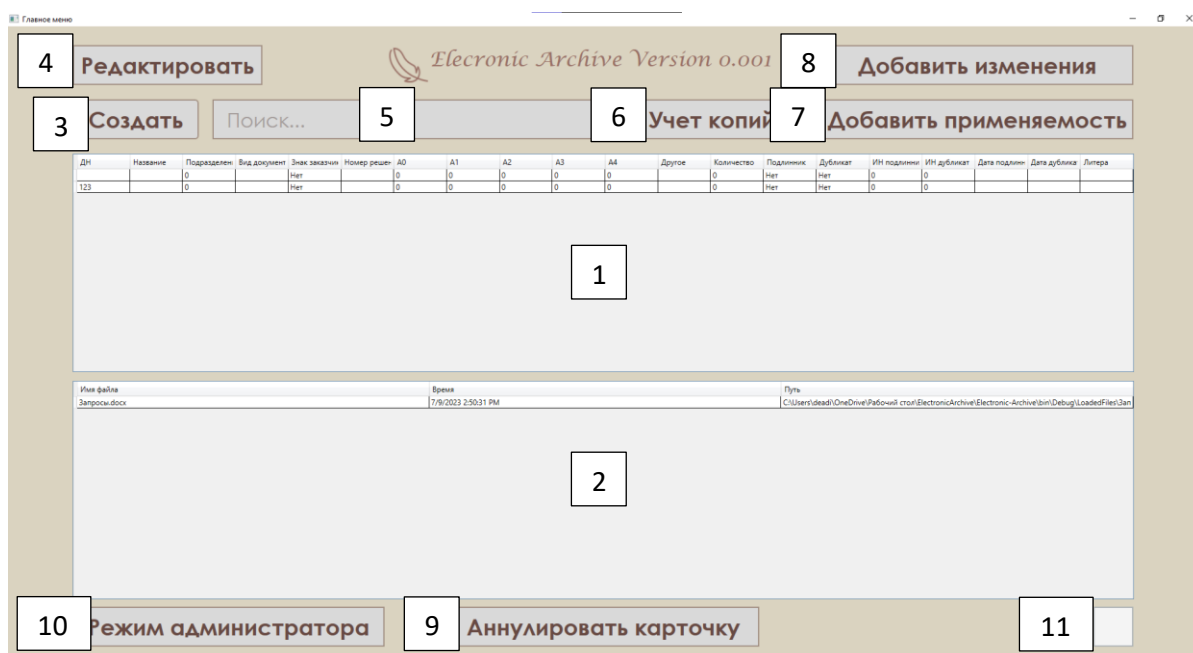 Главное меню
4 Редактировать Elecronic Archive Version 0.001 8 Добавить изменения
3 Создать Поиск... 5 6 Учет копий 7 Добавить применяемость
ДН Название Подразделени Вид документ Знак заказчик Номер решен A0 A1 A2 A3 A4 Другое Количество Подлинник Дубликат ИН подлинни ИН дубликат Дата подлинн Дата дублика Литера
0 Нет 0 0 0 0 0 0 Нет Нет 0 0
123 0 Нет 0 0 0 0 0 0 Нет Нет 0 0
1
Имя файла Время Путь
Запросы.docx 7/9/2023 2:50:31 PM C:\Users\deadi\OneDrive\Рабочий стол\ElectronicArchive\Electronic-Archive\bin\Debug\LoadedFiles\Зап
2
10 Режим администратора 9 Аннулировать карточку 11